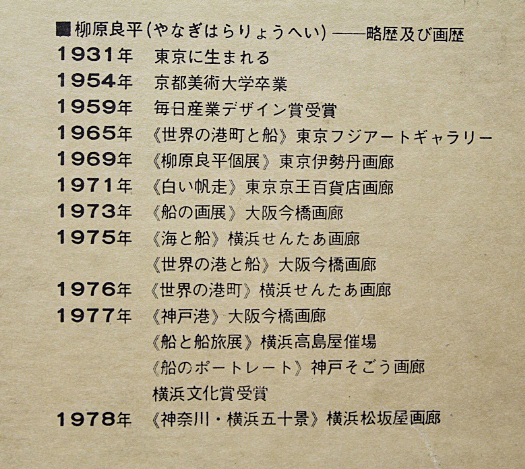 ■柳原良平(やなぎはらりょうへい)──略歴及び画歴
1931年 東京に生まれる
1954年 京都美術大学卒業
1959年 毎日産業デザイン賞受賞
1965年 《世界の港町と船》東京フジアートギャラリー
1969年 《柳原良平個展》東京伊勢丹画廊
1971年 《白い帆走》東京京王百貨店画廊
1973年 《船の画展》大阪今橋画廊
1975年 《海と船》横浜せんたあ画廊
《世界の港と船》大阪今橋画廊
1976年 《世界の港町》横浜せんたあ画廊
1977年 《神戸港》大阪今橋画廊
《船と船旅展》横浜高島屋催場
《船のポートレート》神戸そごう画廊
横浜文化賞受賞
1978年 《神奈川・横浜五十景》横浜松坂屋画廊